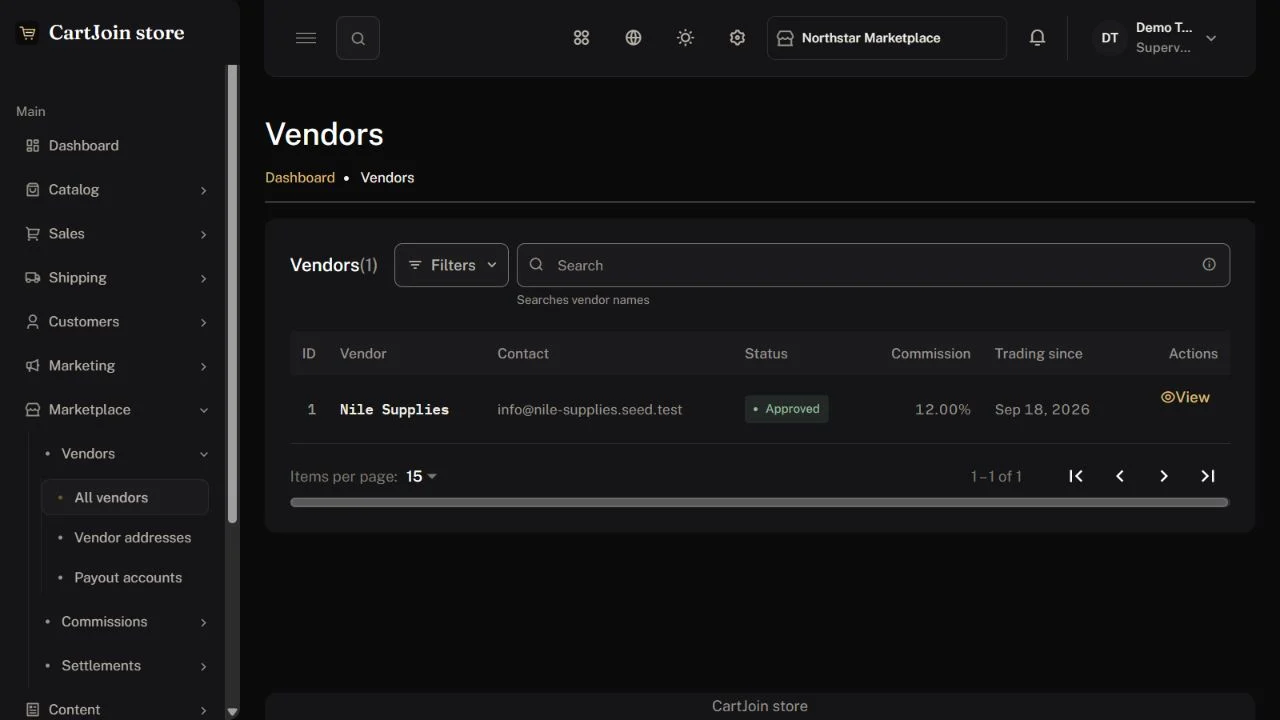 CartJoin store
Northstar Marketplace
DT
Demo T...
Superv...
Main
Dashboard
Catalog
Sales
Shipping
Customers
Marketing
Marketplace
Vendors
All vendors
Vendor addresses
Payout accounts
Commissions
Settlements
Content
Vendors
Dashboard • Vendors
Vendors(1)
Filters
Search
Searches vendor names
ID Vendor Contact Status Commission Trading since Actions
1 Nile Supplies info@nile-supplies.seed.test • Approved 12.00% Sep 18, 2026 View
Items per page: 15 1–1 of 1
CartJoin store